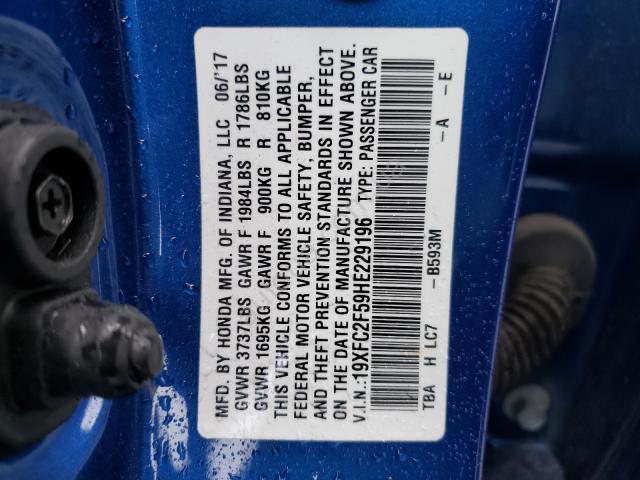 MFD. BY HONDA MFG. OF INDIANA, LLC 06/'17
GVWR 3737LBS GAWR F 1984LBS R 1786LBS
GVWR 1695KG GAWR F 900KG R 810KG
THIS VEHICLE CONFORMS TO ALL APPLICABLE
FEDERAL MOTOR VEHICLE SAFETY, BUMPER,
AND THEFT PREVENTION STANDARDS IN EFFECT
ON THE DATE OF MANUFACTURE SHOWN ABOVE.
V.I.N.:19XFC2F59HE229196 TYPE: PASSENGER CAR
TBA H LC7 -B593M -A -E